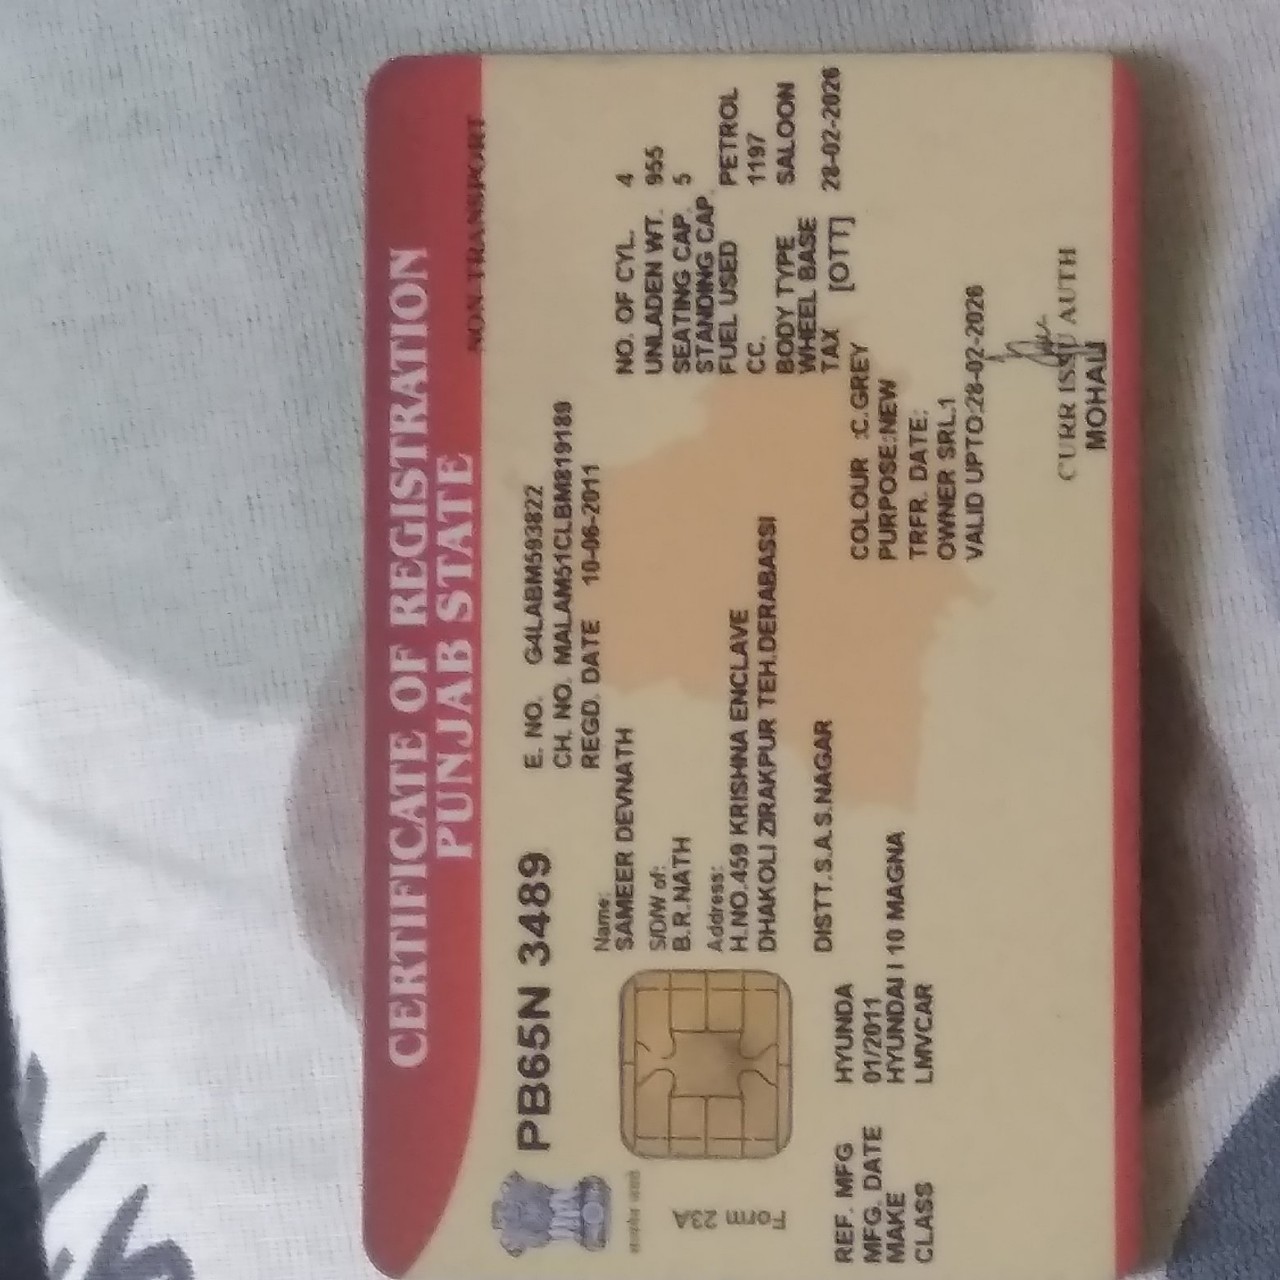 CERTIFICATE OF REGISTRATION
PUNJAB STATE
NON-TRANSPORT
PB65N 3489
E. NO. G4LABM593822
CH. NO. MALAM51CLBM819189
REGD. DATE 10-06-2011
Name:
SAMEER DEVNATH
S/D/W of:
B.R.NATH
Address:
H.NO.459 KRISHNA ENCLAVE
DHAKOLI ZIRAKPUR TEH.DERABASSI
DISTT.S.A.S.NAGAR
NO. OF CYL. 4
UNLADEN WT. 955
SEATING CAP. 5
STANDING CAP.
FUEL USED PETROL
CC. 1197
BODY TYPE SALOON
WHEEL BASE
TAX [OTT] 28-02-2026
Form 23A
REF. MFG HYUNDA
MFG. DATE 01/2011
MAKE HYUNDAI I 10 MAGNA
CLASS LMVCAR
COLOUR :C.GREY
PURPOSE:NEW
TRFR. DATE:
OWNER SRL.1
VALID UPTO:28-02-2026
CURR ISSU AUTH
MOHALI